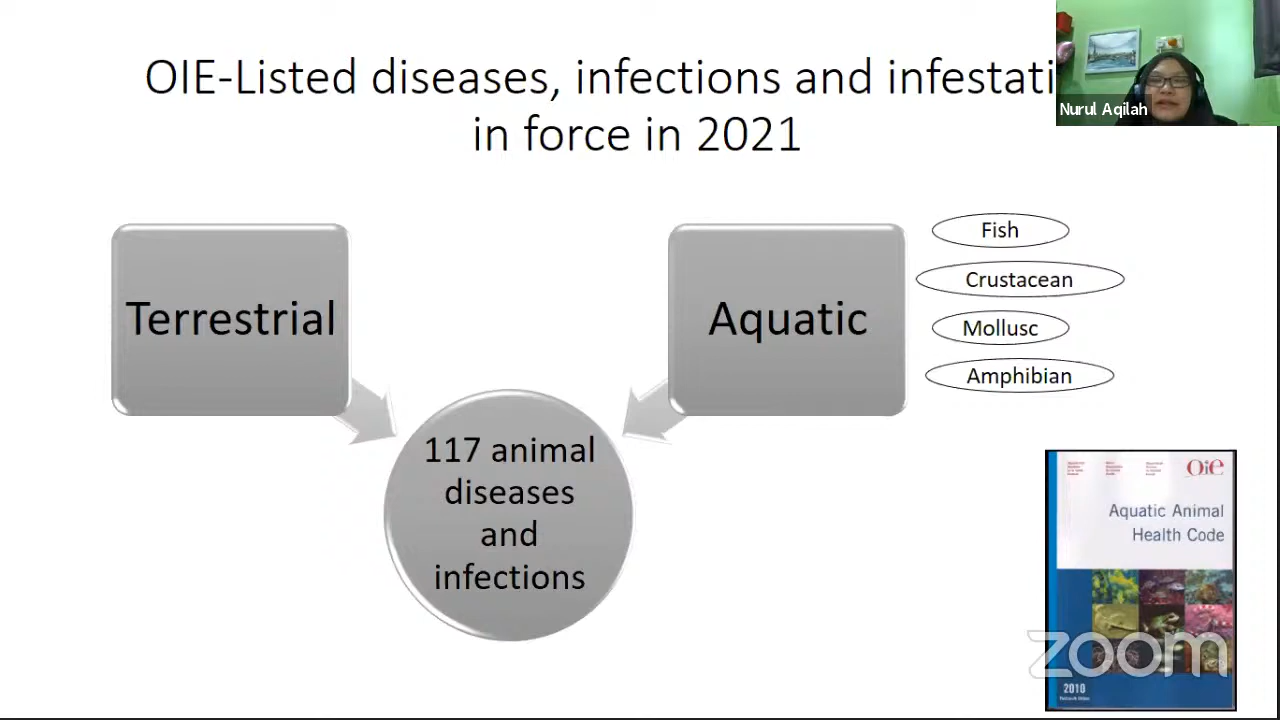 OIE-Listed diseases, infections and infestati
in force in 2021
Nurul Aqilah
Terrestrial
Aquatic
Fish
Crustacean
Mollusc
Amphibian
117 animal
diseases
and
infections
OiE
Aquatic Animal
Health Code
2010
zoom